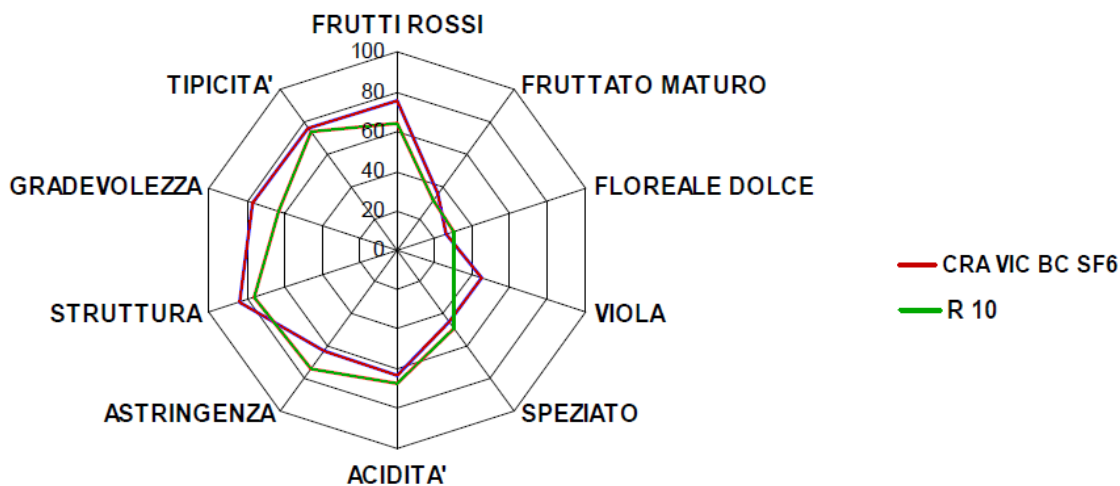 FRUTTI ROSSI
100
80
60
40
20
0
FRUTTATO MATURO
FLOREALE DOLCE
VIOLA
SPEZIATO
ACIDITA'
ASTRINGENZA
STRUTTURA
GRADEVOLEZZA
TIPICITA'
CRA VIC BC SF6
R 10